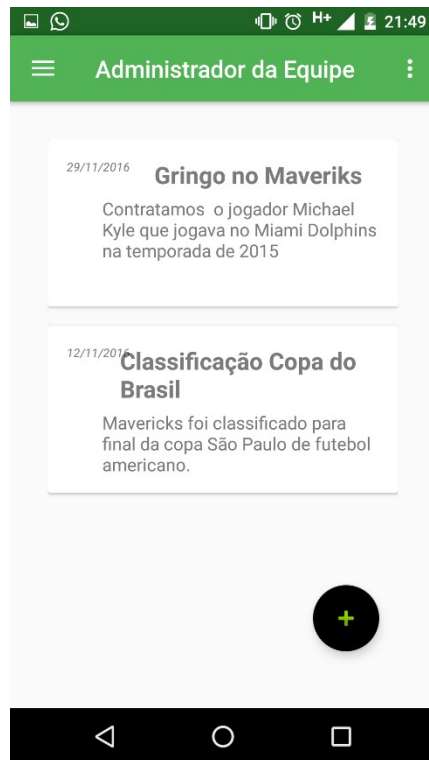 H+ 21:49
Administrador da Equipe
29/11/2016
Gringo no Maveriks
Contratamos o jogador Michael
Kyle que jogava no Miami Dolphins
na temporada de 2015
12/11/2016
Classificação Copa do
Brasil
Mavericks foi classificado para
final da copa São Paulo de futebol
americano.
+